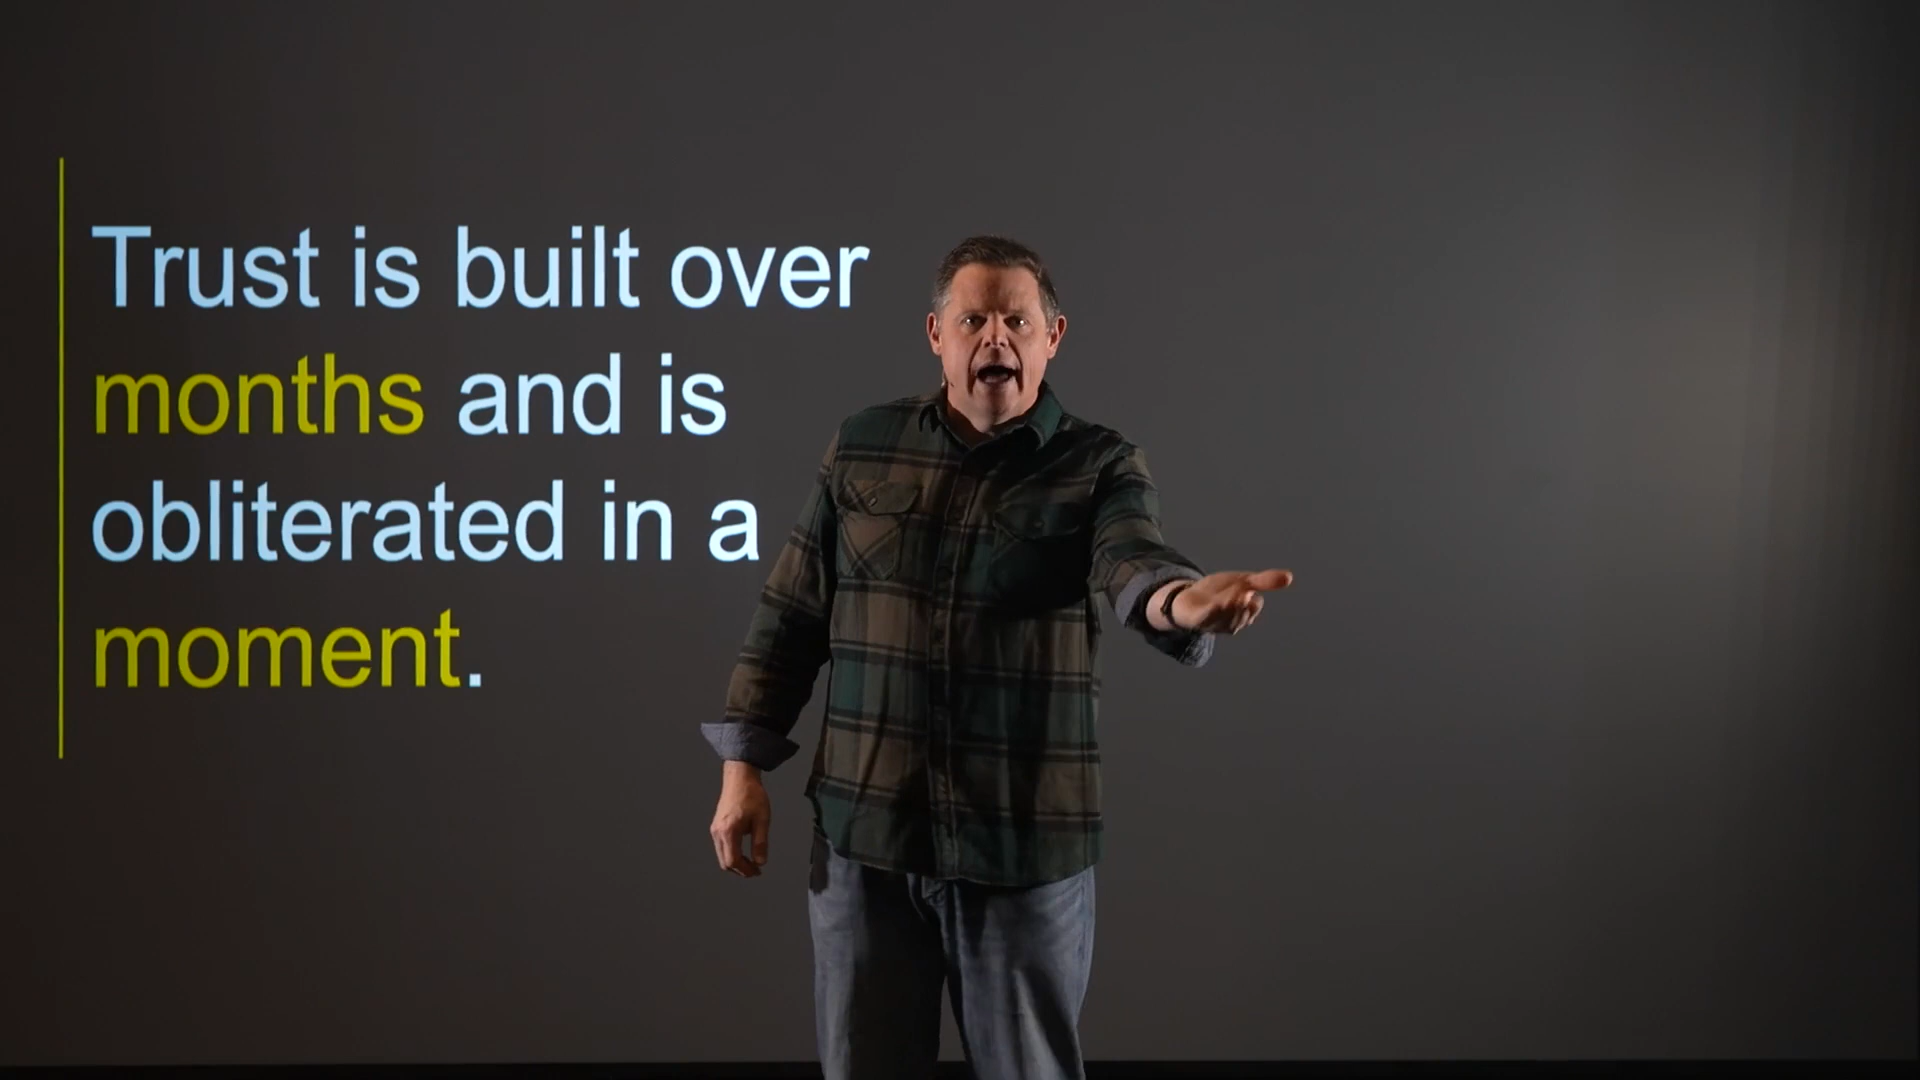 Trust is built over
months and is
obliterated in a
moment.